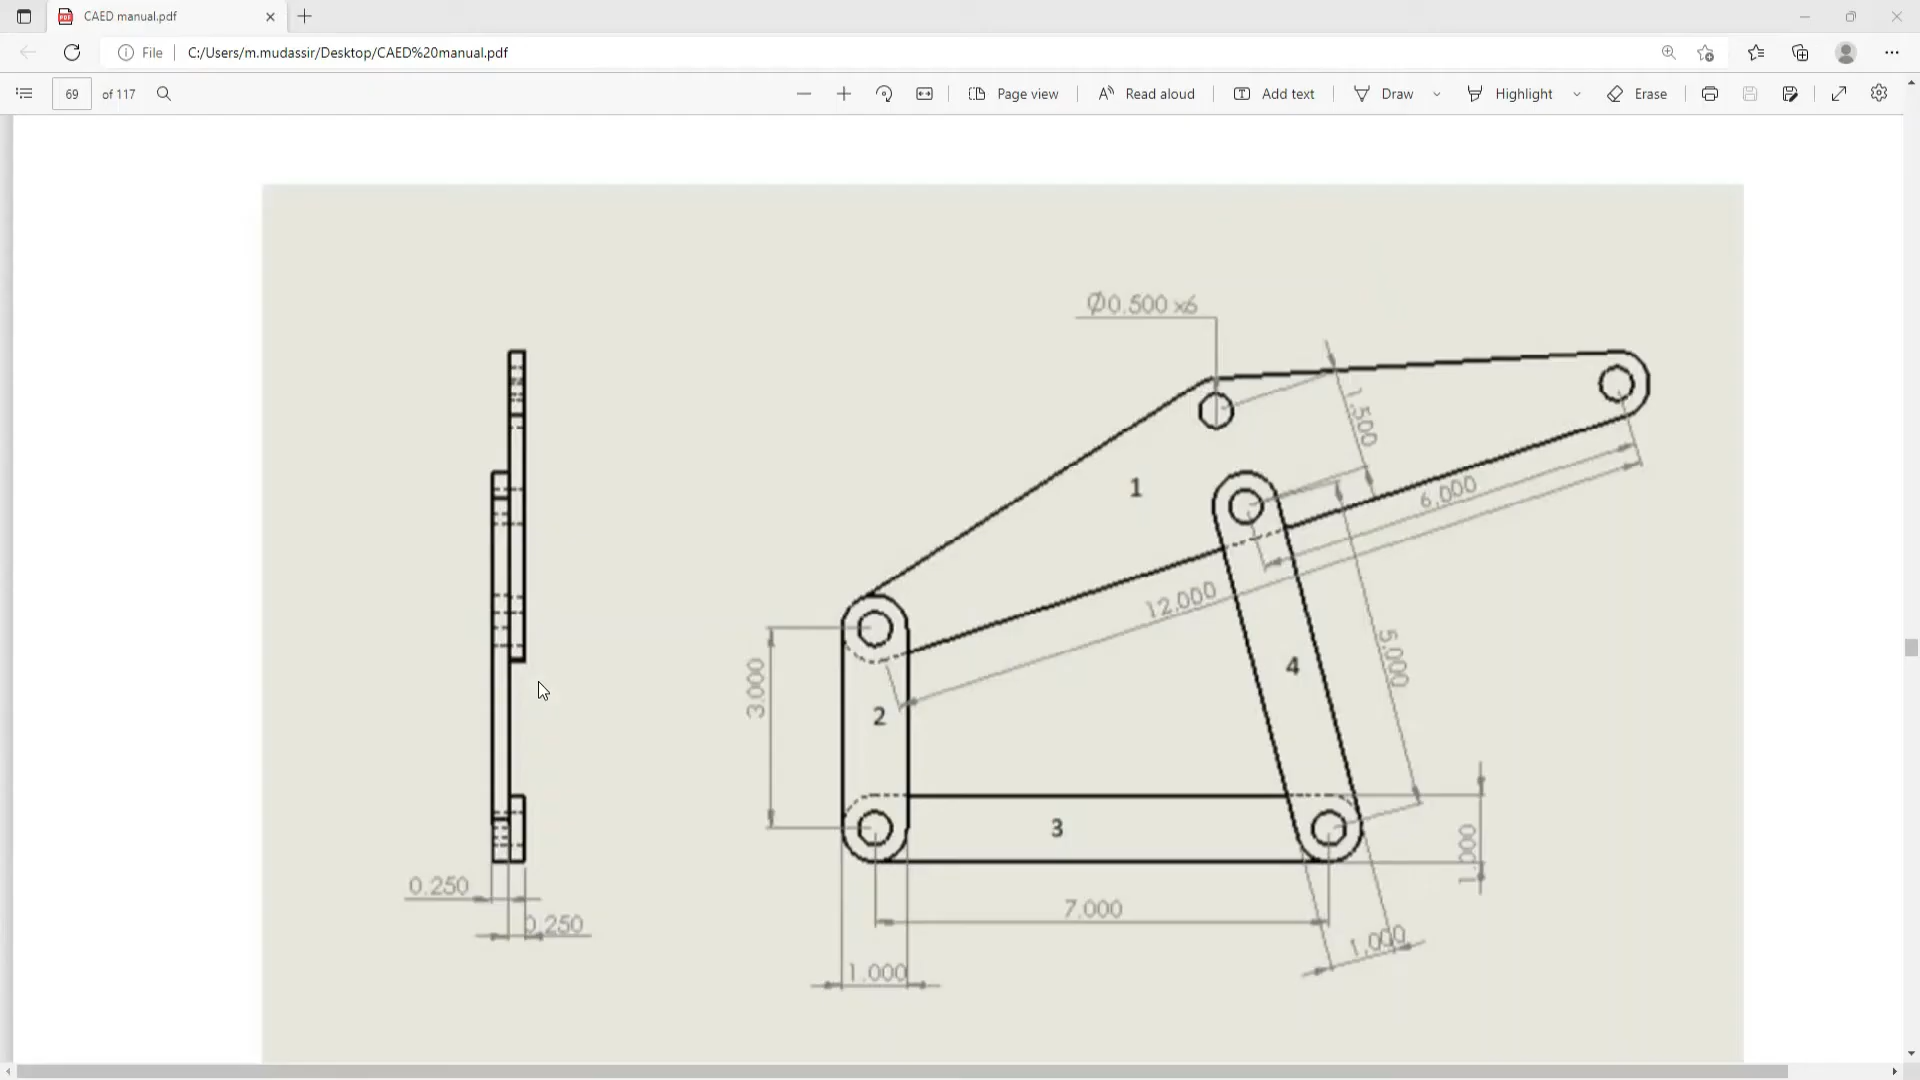 CAED manual.pdf
File
C:/Users/m.mudassir/Desktop/CAED%20manual.pdf
69 of 117
Page view
Read aloud
Add text
Draw
Highlight
Erase
Ø0.500 x6
1.500
1
6.000
12.000
3.000
2
4
5.000
3
1.000
0.250
0.250
7.000
1.000
1.000